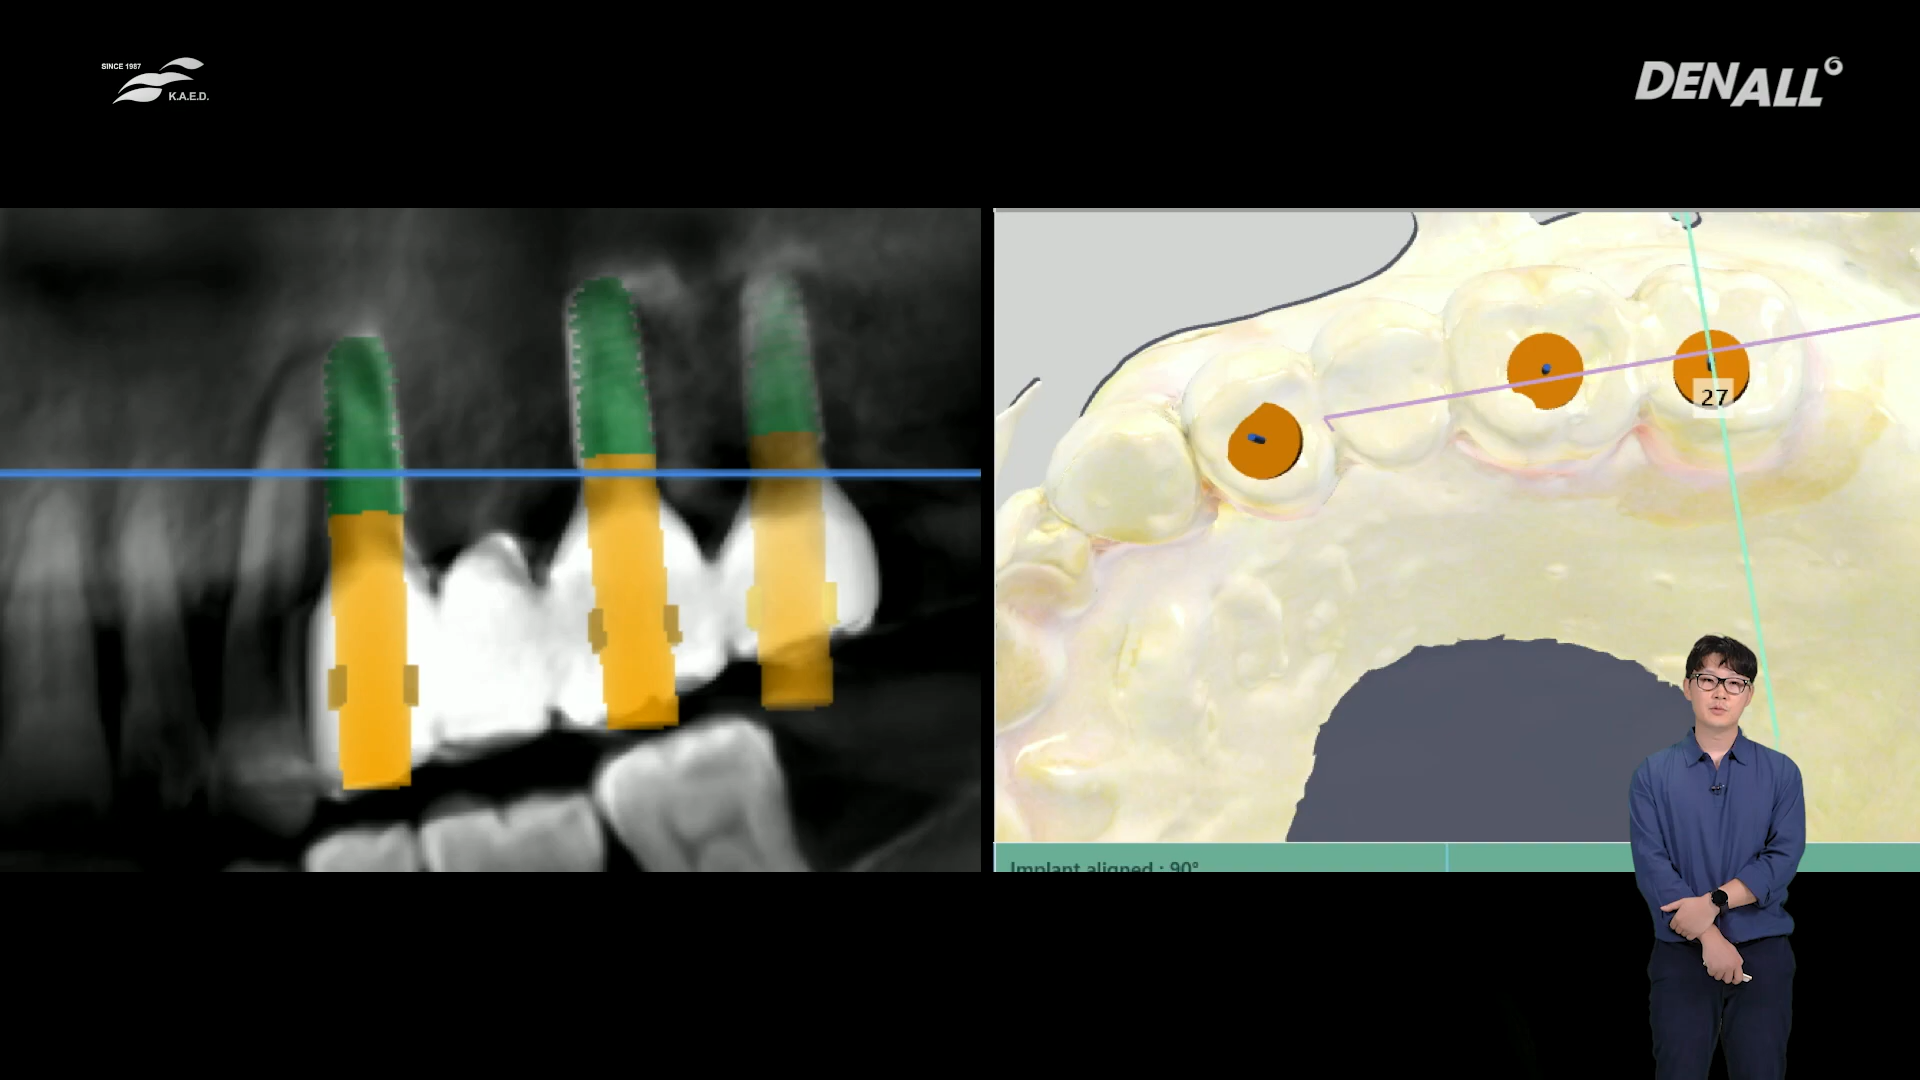 SINCE 1987
K.A.E.D.
DENALL
27
Implant aligned : 90°